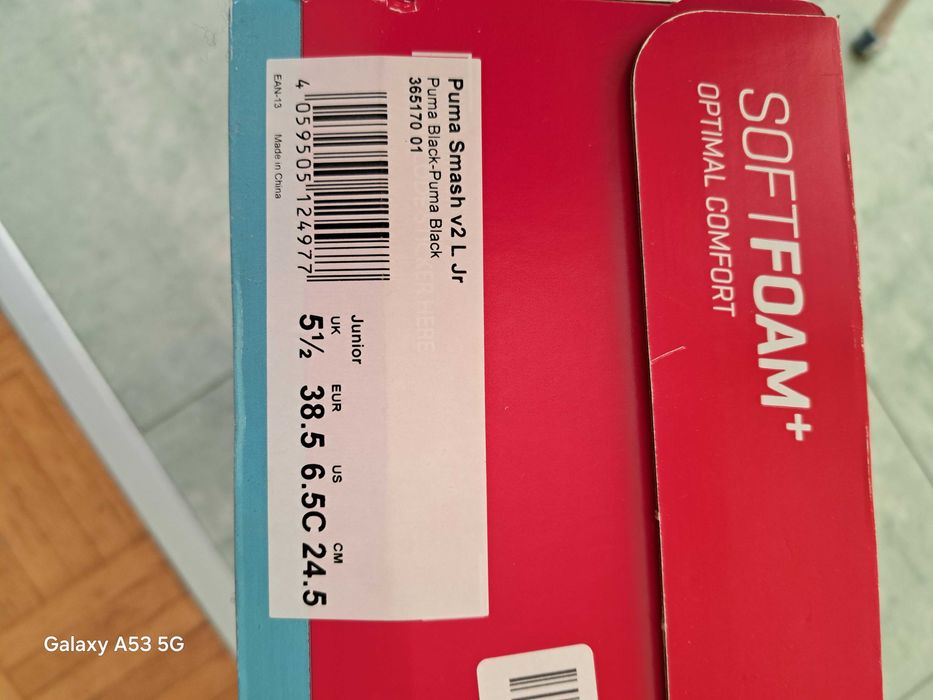 SOFTFOAM+
OPTIMAL COMFORT
Puma Smash v2 L Jr
Puma Black-Puma Black
365170 01
Junior
UK EUR US CM
5½ 38.5 6.5C 24.5
4 059505 124977
EAN-13 Made in China
Galaxy A53 5G